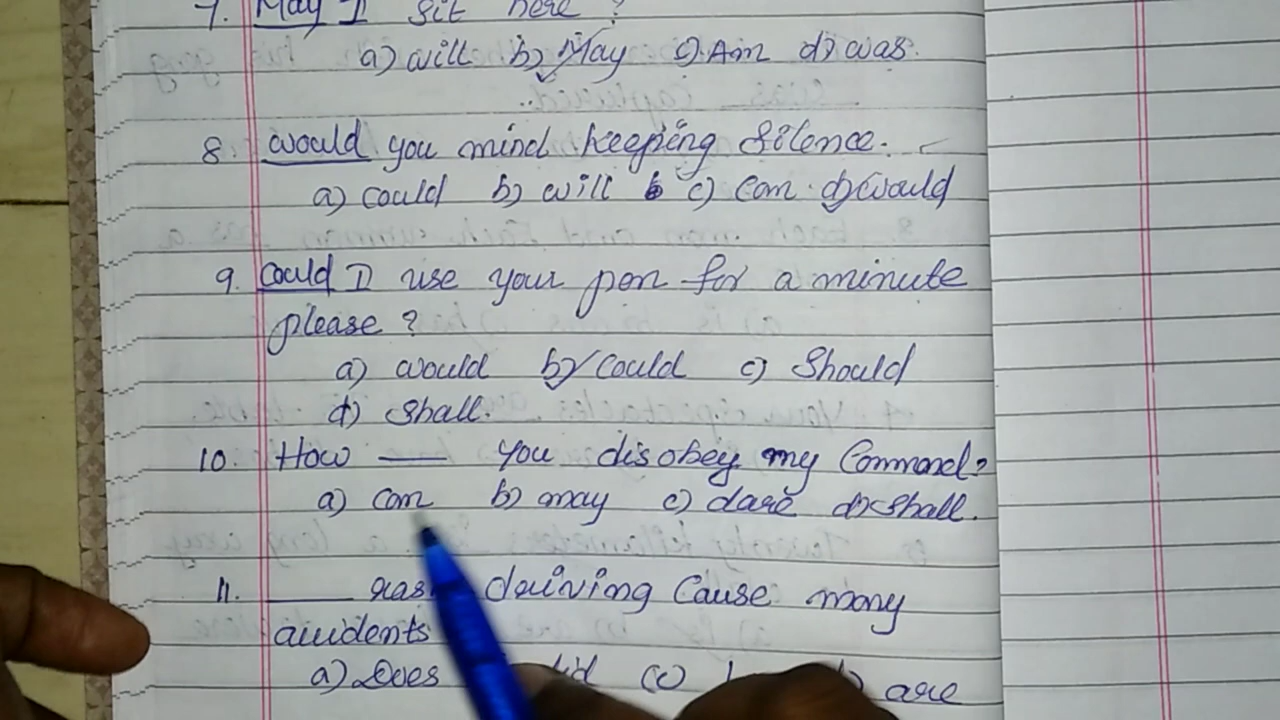 7. May I sit here ?
a) will b) May c) Am d) was.
8. would you mind keeping Silence.
a) could b) will c) can d) would
9. could I use your pen for a minute
please ?
a) would b) could c) Should
d) shall.
10. How ___ you disobey my Command?
a) can b) may c) dare d) shall.
11. ___ driving Cause many
accidents
a) Does (c) are